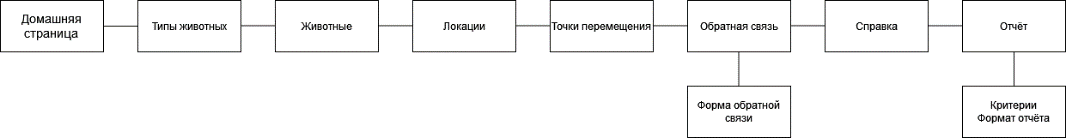 Домашняя
страница
Типы животных
Животные
Локации
Точки перемещения
Обратная связь
Справка
Отчёт
Форма обратной
связи
Критерии
Формат отчёта